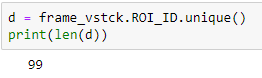 d = frame_vstck.ROI_ID.unique()
print(len(d))
99